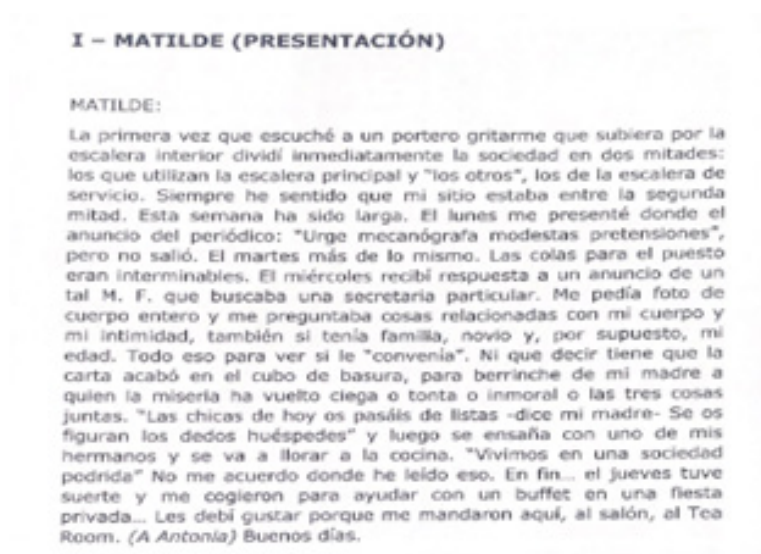 I – MATILDE (PRESENTACIÓN)
MATILDE:
La primera vez que escuché a un portero gritarme que subiera por la
escalera interior dividí inmediatamente la sociedad en dos mitades:
los que utilizan la escalera principal y "los otros", los de la escalera de
servicio. Siempre he sentido que mi sitio estaba entre la segunda
mitad. Esta semana ha sido larga. El lunes me presenté donde el
anuncio del periódico: "Urge mecanógrafa modestas pretensiones",
pero no salió. El martes más de lo mismo. Las colas para el puesto
eran interminables. El miércoles recibí respuesta a un anuncio de un
tal M. F. que buscaba una secretaria particular. Me pedía foto de
cuerpo entero y me preguntaba cosas relacionadas con mi cuerpo y
mi intimidad, también si tenía familia, novio y, por supuesto, mi
edad. Todo eso para ver si le "convenía". Ni que decir tiene que la
carta acabó en el cubo de basura, para berrinche de mi madre a
quien la miseria ha vuelto ciega o tonta o inmoral o las tres cosas
juntas. "Las chicas de hoy os pasáis de listas -dice mi madre- Se os
figuran los dedos huéspedes" y luego se ensaña con uno de mis
hermanos y se va a llorar a la cocina. "Vivimos en una sociedad
podrida" No me acuerdo donde he leído eso. En fin... el jueves tuve
suerte y me cogieron para ayudar con un buffet en una fiesta
privada... Les debí gustar porque me mandaron aquí, al salón, al Tea
Room. (A Antonia) Buenos días.